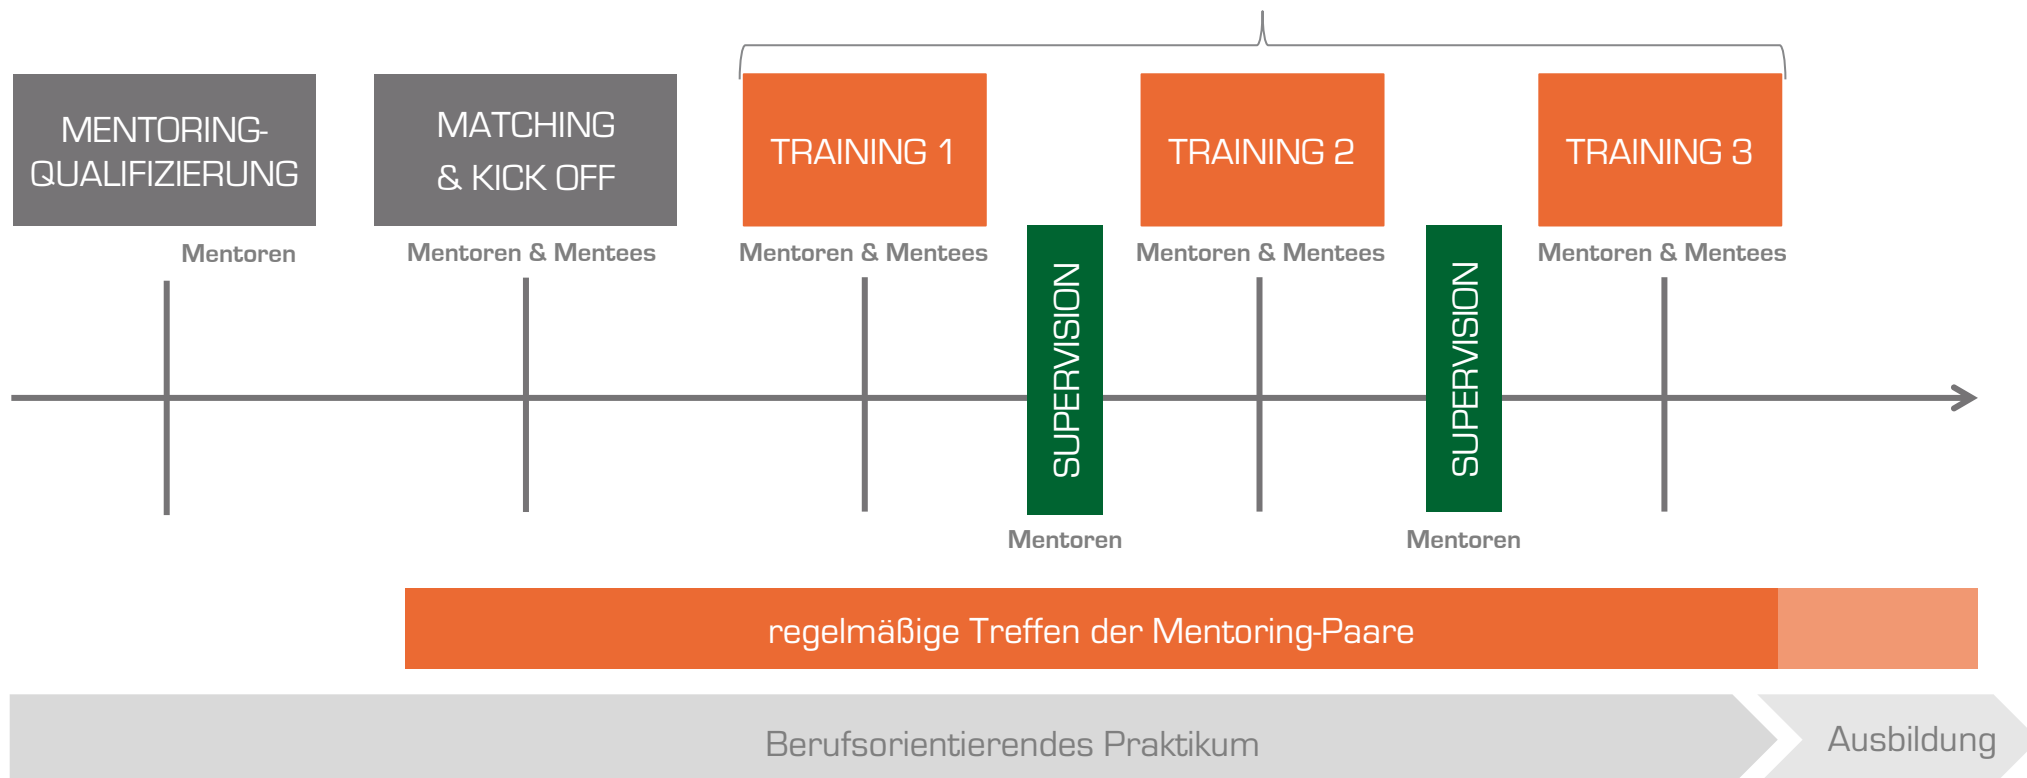 MENTORING-
QUALIFIZIERUNG
MATCHING
& KICK OFF
TRAINING 1
TRAINING 2
TRAINING 3
Mentoren
Mentoren & Mentees
Mentoren & Mentees
Mentoren & Mentees
Mentoren & Mentees
SUPERVISION
SUPERVISION
Mentoren
Mentoren
regelmäßige Treffen der Mentoring-Paare
Berufsorientierendes Praktikum
Ausbildung